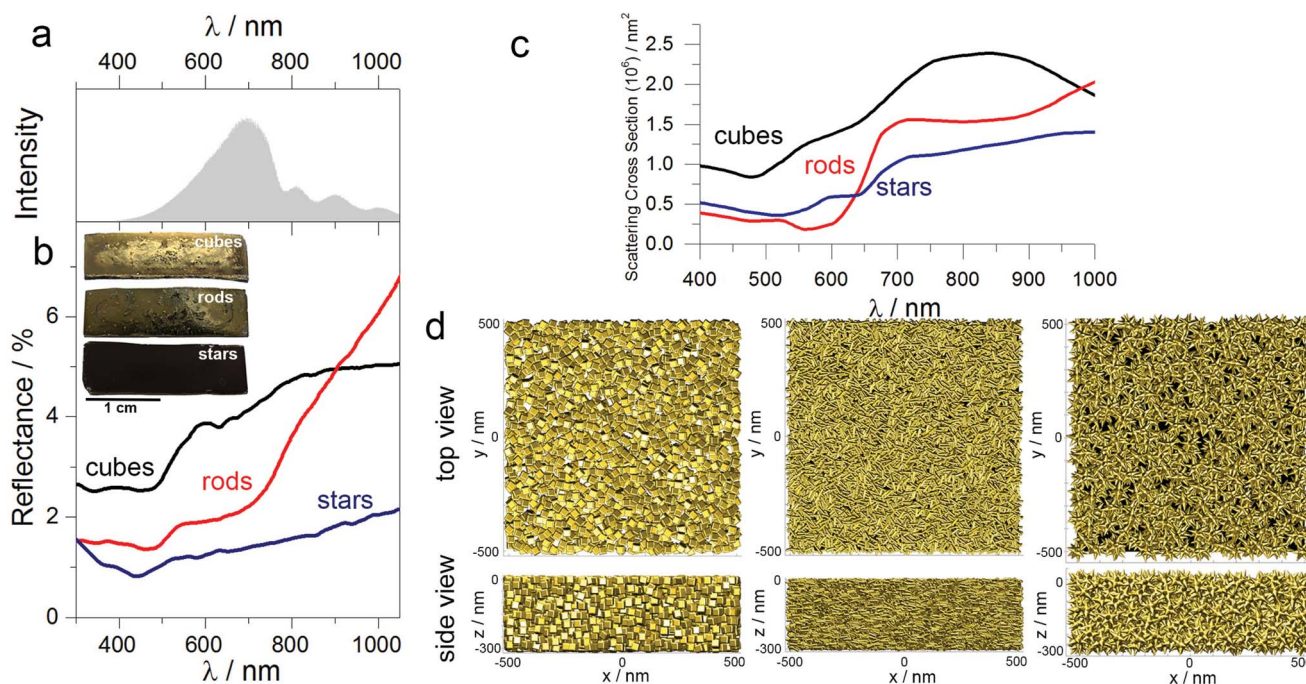 a
λ / nm
400 600 800 1000
Intensity
b
cubes
rods
stars
1 cm
Reflectance / %
6
4
2
0
cubes
rods
stars
400 600 800 1000
λ / nm
c
Scattering Cross Section (10⁶) / nm²
2.5
2.0
1.5
1.0
0.5
0.0
cubes
rods
stars
400 500 600 700 800 900 1000
λ / nm
d
top view
500
y / nm
0
-500
500
y / nm
0
-500
500
y / nm
0
-500
side view
0
z / nm
-300
-500 0 500
x / nm
0
z / nm
-300
-500 0 500
x / nm
0
z / nm
-300
-500 0 500
x / nm